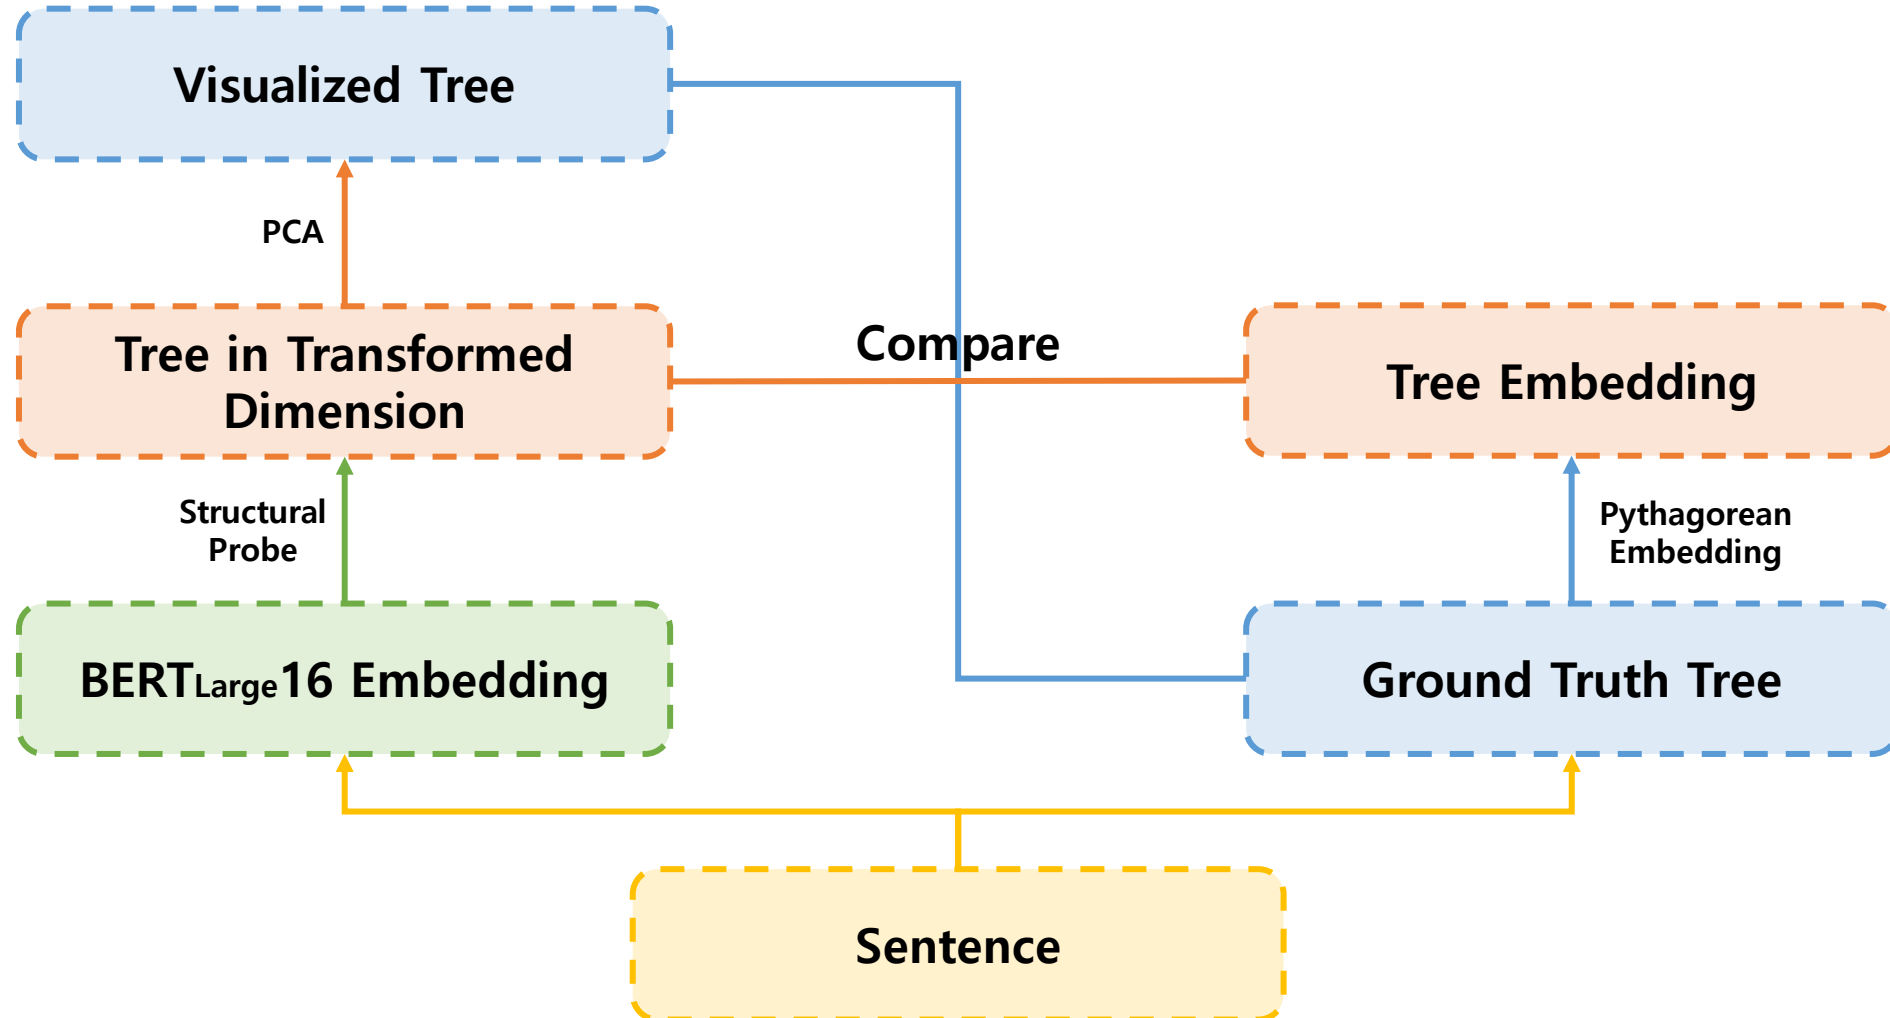 Visualized Tree
PCA
Tree in Transformed
Dimension
Compare
Tree Embedding
Structural
Probe
Pythagorean
Embedding
BERTLarge16 Embedding
Ground Truth Tree
Sentence